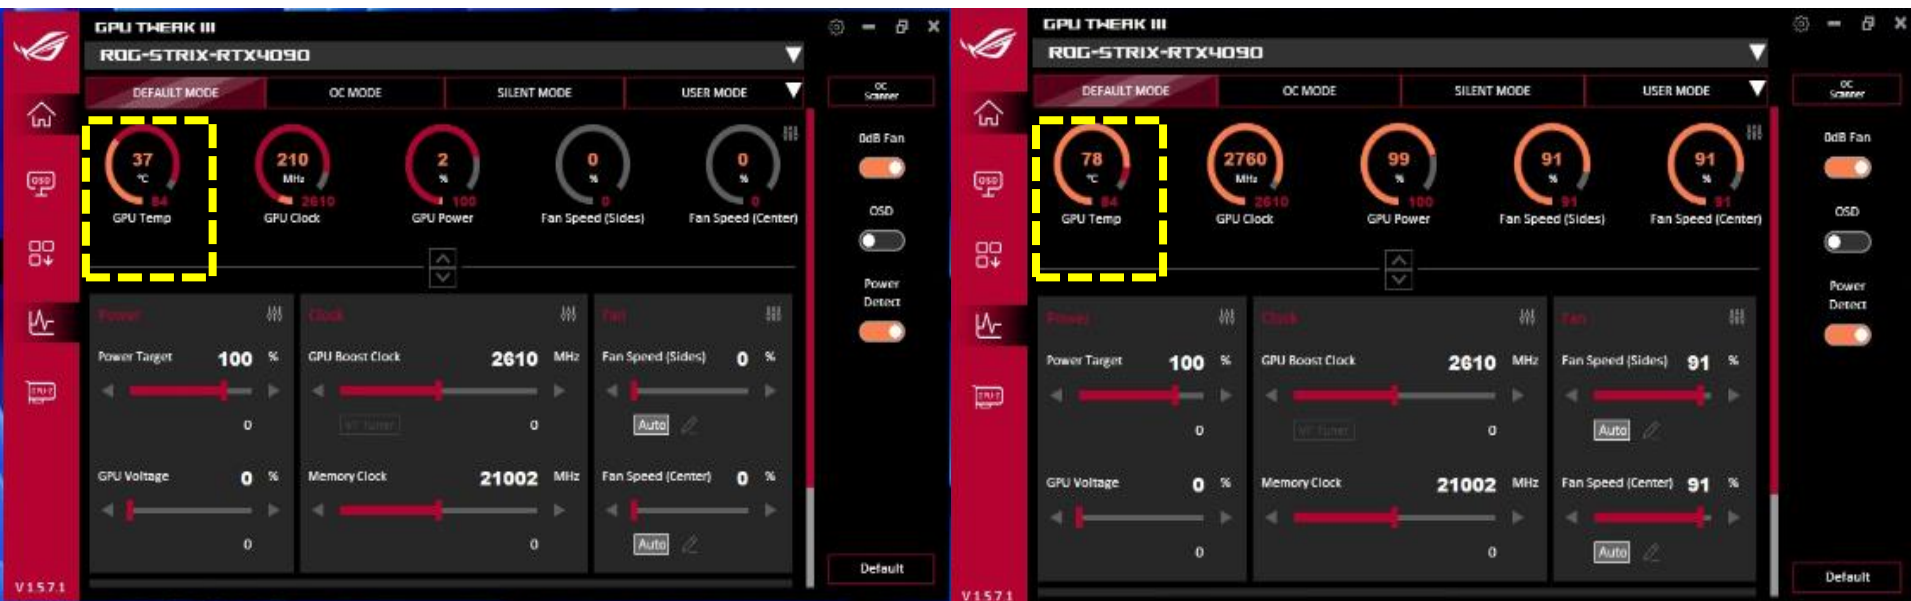 GPU TWEAK III
ROG-STRIX-RTX4090
DEFAULT MODE OC MODE SILENT MODE USER MODE
OC Scanner
37 °C 84 GPU Temp
210 MHz 2610 GPU Clock
2 % 100 GPU Power
0 % 0 Fan Speed (Sides)
0 % 0 Fan Speed (Center)
0dB Fan
OSD
Power Detect
Power
Power Target 100 %
0
GPU Voltage 0 %
0
Clock
GPU Boost Clock 2610 MHz
VF Tuner 0
Memory Clock 21002 MHz
0
Fan
Fan Speed (Sides) 0 %
Auto
Fan Speed (Center) 0 %
Auto
Default
OSD
V1.5.7.1
GPU TWEAK III
ROG-STRIX-RTX4090
DEFAULT MODE OC MODE SILENT MODE USER MODE
OC Scanner
78 °C 84 GPU Temp
2760 MHz 2610 GPU Clock
99 % 100 GPU Power
91 % 91 Fan Speed (Sides)
91 % 91 Fan Speed (Center)
0dB Fan
OSD
Power Detect
Power
Power Target 100 %
0
GPU Voltage 0 %
0
Clock
GPU Boost Clock 2610 MHz
VF Tuner 0
Memory Clock 21002 MHz
0
Fan
Fan Speed (Sides) 91 %
Auto
Fan Speed (Center) 91 %
Auto
Default
OSD
V1.5.7.1